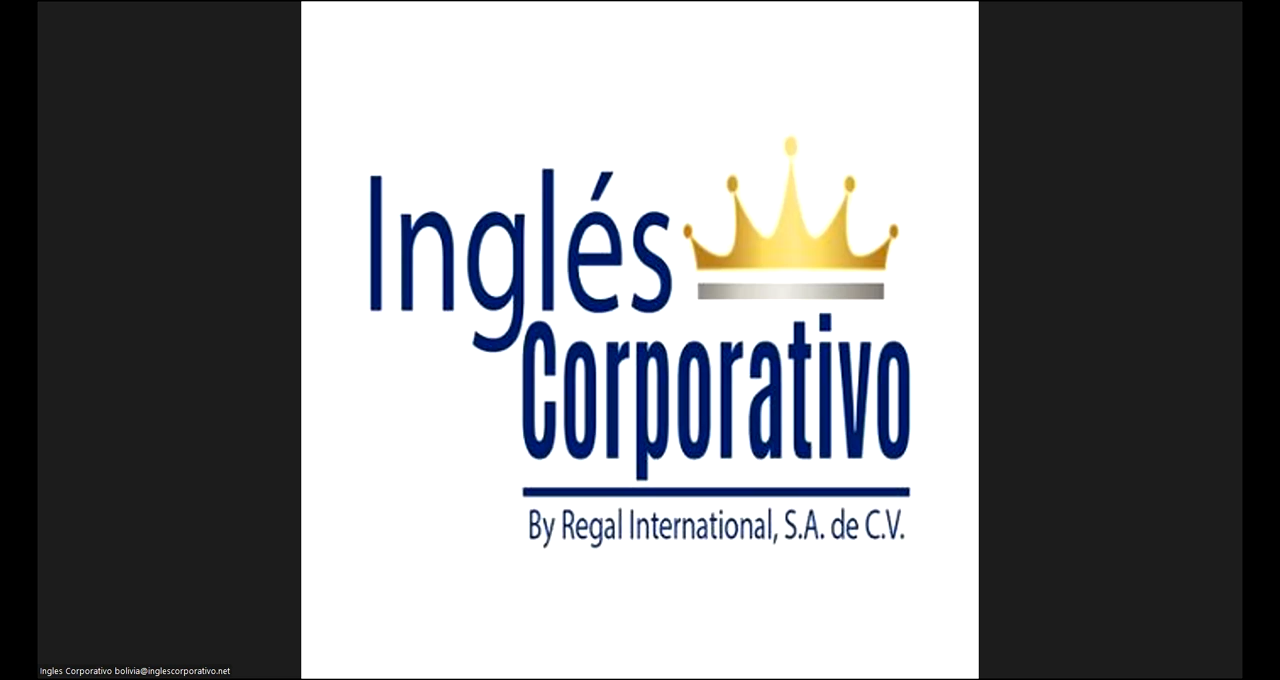 Inglés
Corporativo
By Regal International, S.A. de C.V.
Ingles Corporativo bolivia@inglescorporativo.net